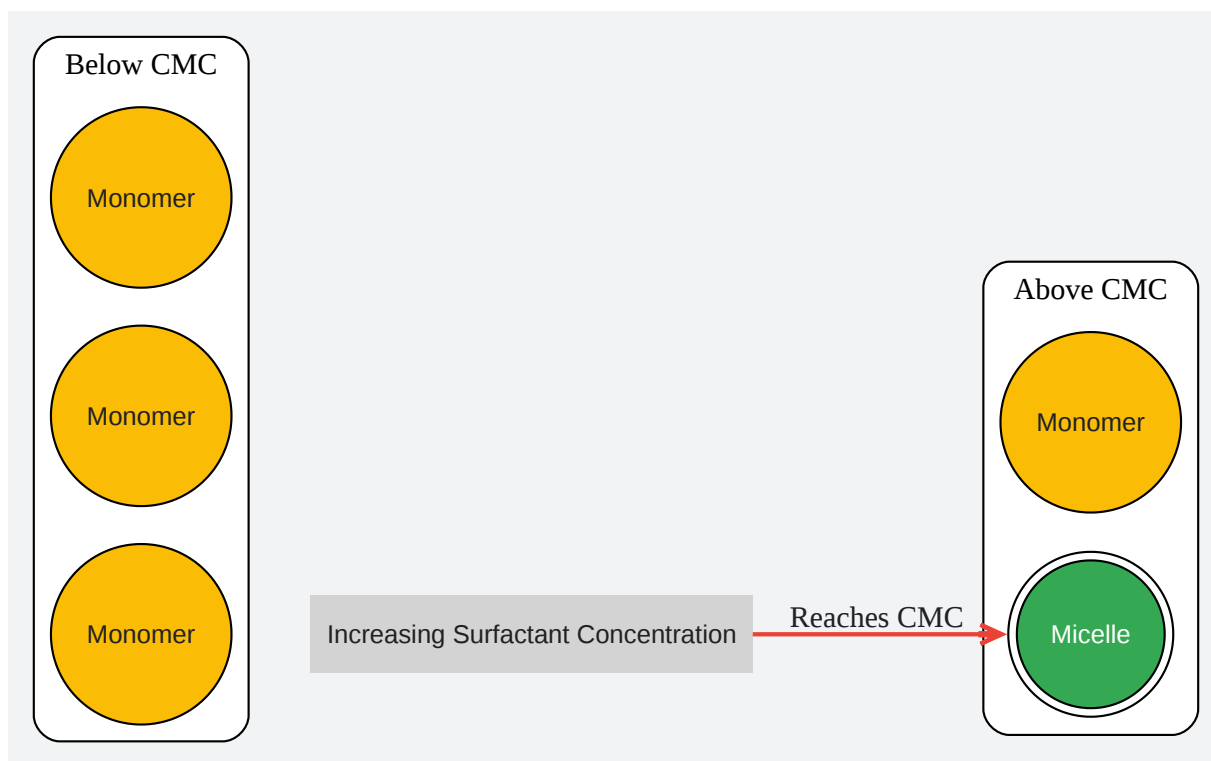 Below CMC
Monomer
Monomer
Monomer
Increasing Surfactant Concentration
Reaches CMC
Above CMC
Monomer
Micelle